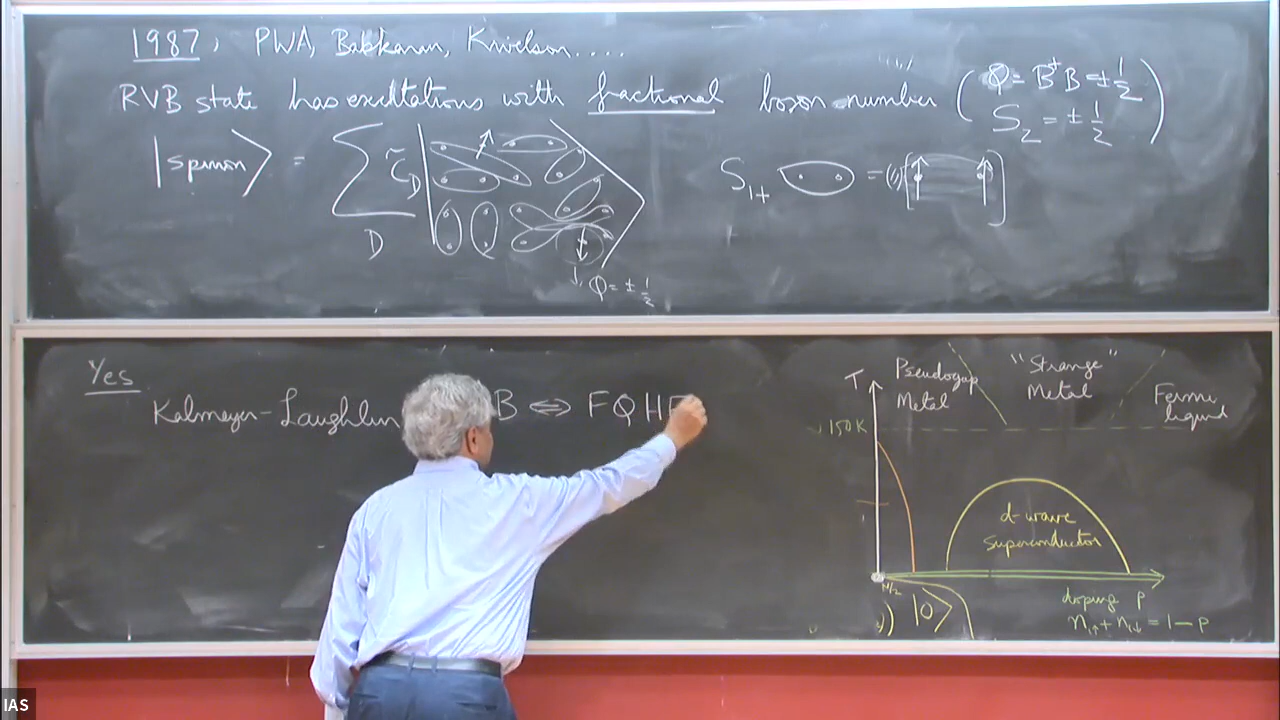 1987, PWA, Baskaran, Kivelson....
RVB state has excitations with fractional boson number (Q = B⁺B = ± 1/2
S_z = ± 1/2)
|spinon⟩ = Σ_D C̃_D
S_{1+} =
↓, Q = ± 1/2
Yes
Kalmeyer-Laughlin B ⇔ FQHE
T
Pseudogap
Metal
"Strange"
Metal
Fermi
liquid
150K
d-wave
superconductor
|0⟩
doping p
n_{i↑} + n_{i↓} = 1 - p
IAS